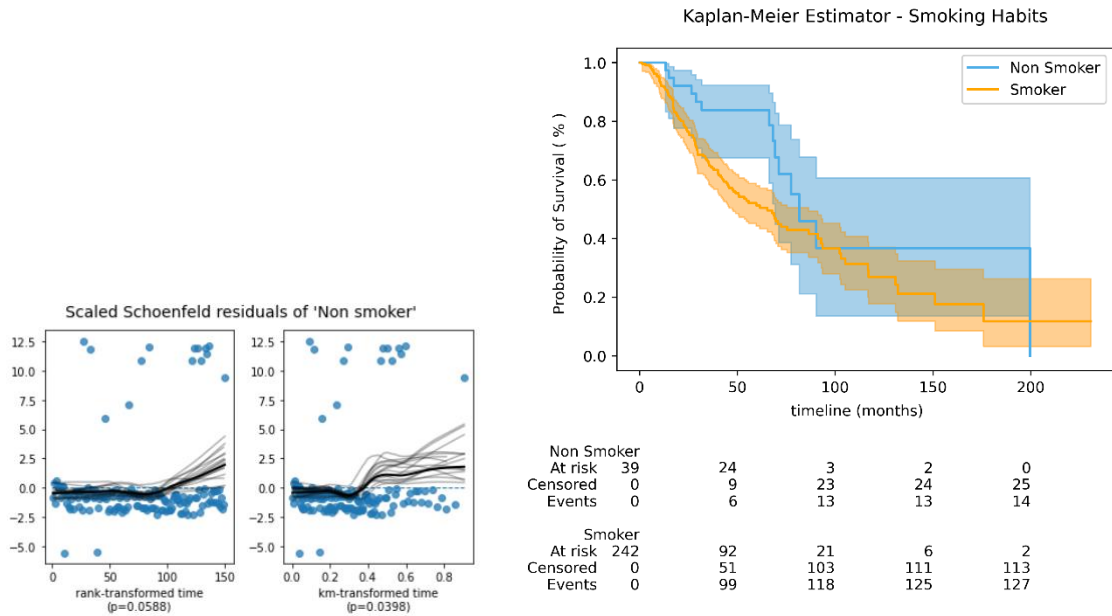 Kaplan-Meier Estimator - Smoking Habits
1.0
0.8
0.6
0.4
0.2
0.0
Probability of Survival ( % )
Non Smoker
Smoker
0 50 100 150 200
timeline (months)
Non Smoker
At risk 39 24 3 2 0
Censored 0 9 23 24 25
Events 0 6 13 13 14
Smoker
At risk 242 92 21 6 2
Censored 0 51 103 111 113
Events 0 99 118 125 127
Scaled Schoenfeld residuals of 'Non smoker'
12.5
10.0
7.5
5.0
2.5
0.0
−2.5
−5.0
0 50 100 150
rank-transformed time
(p=0.0588)
12.5
10.0
7.5
5.0
2.5
0.0
−2.5
−5.0
0.0 0.2 0.4 0.6 0.8
km-transformed time
(p=0.0398)